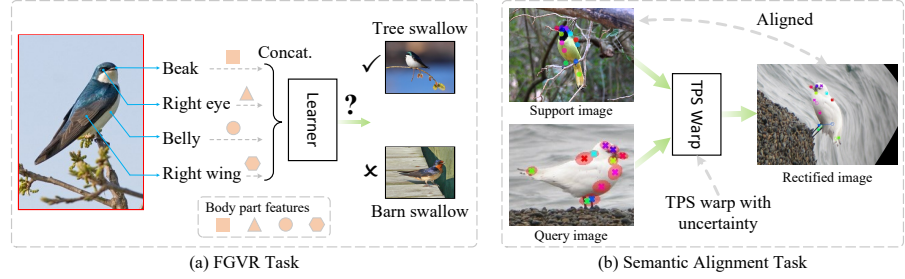 Beak
Right eye
Belly
Right wing
Concat.
Body part features
Learner
?
Tree swallow
✓
✗
Barn swallow
(a) FGVR Task
Support image
Query image
TPS Warp
TPS warp with
uncertainty
Aligned
Rectified image
(b) Semantic Alignment Task